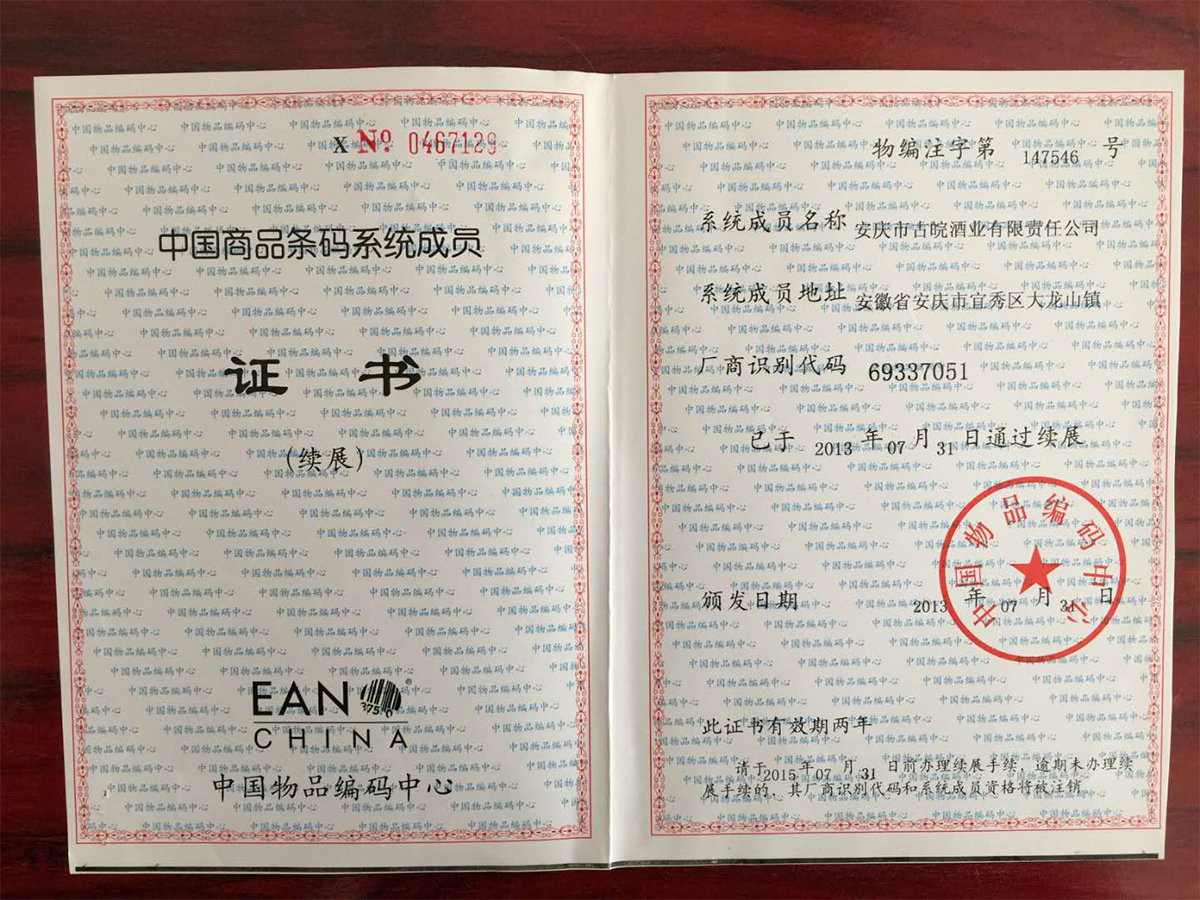 X No. 0467129
中国商品条码系统成员
证 书
(续展)
EAN
CHINA
中国物品编码中心
物编注字第 147546 号
系统成员名称 安庆市古皖酒业有限责任公司
系统成员地址 安徽省安庆市宜秀区大龙山镇
厂商识别代码 69337051
已于 2013 年 07 月 31 日通过续展
中国物品编码中心
颁发日期 2013 年 07 月 31 日
此证书有效期两年
请于2015年07月31日前办理续展手续，逾期未办理续
展手续的，其厂商识别代码和系统成员资格将被注销。